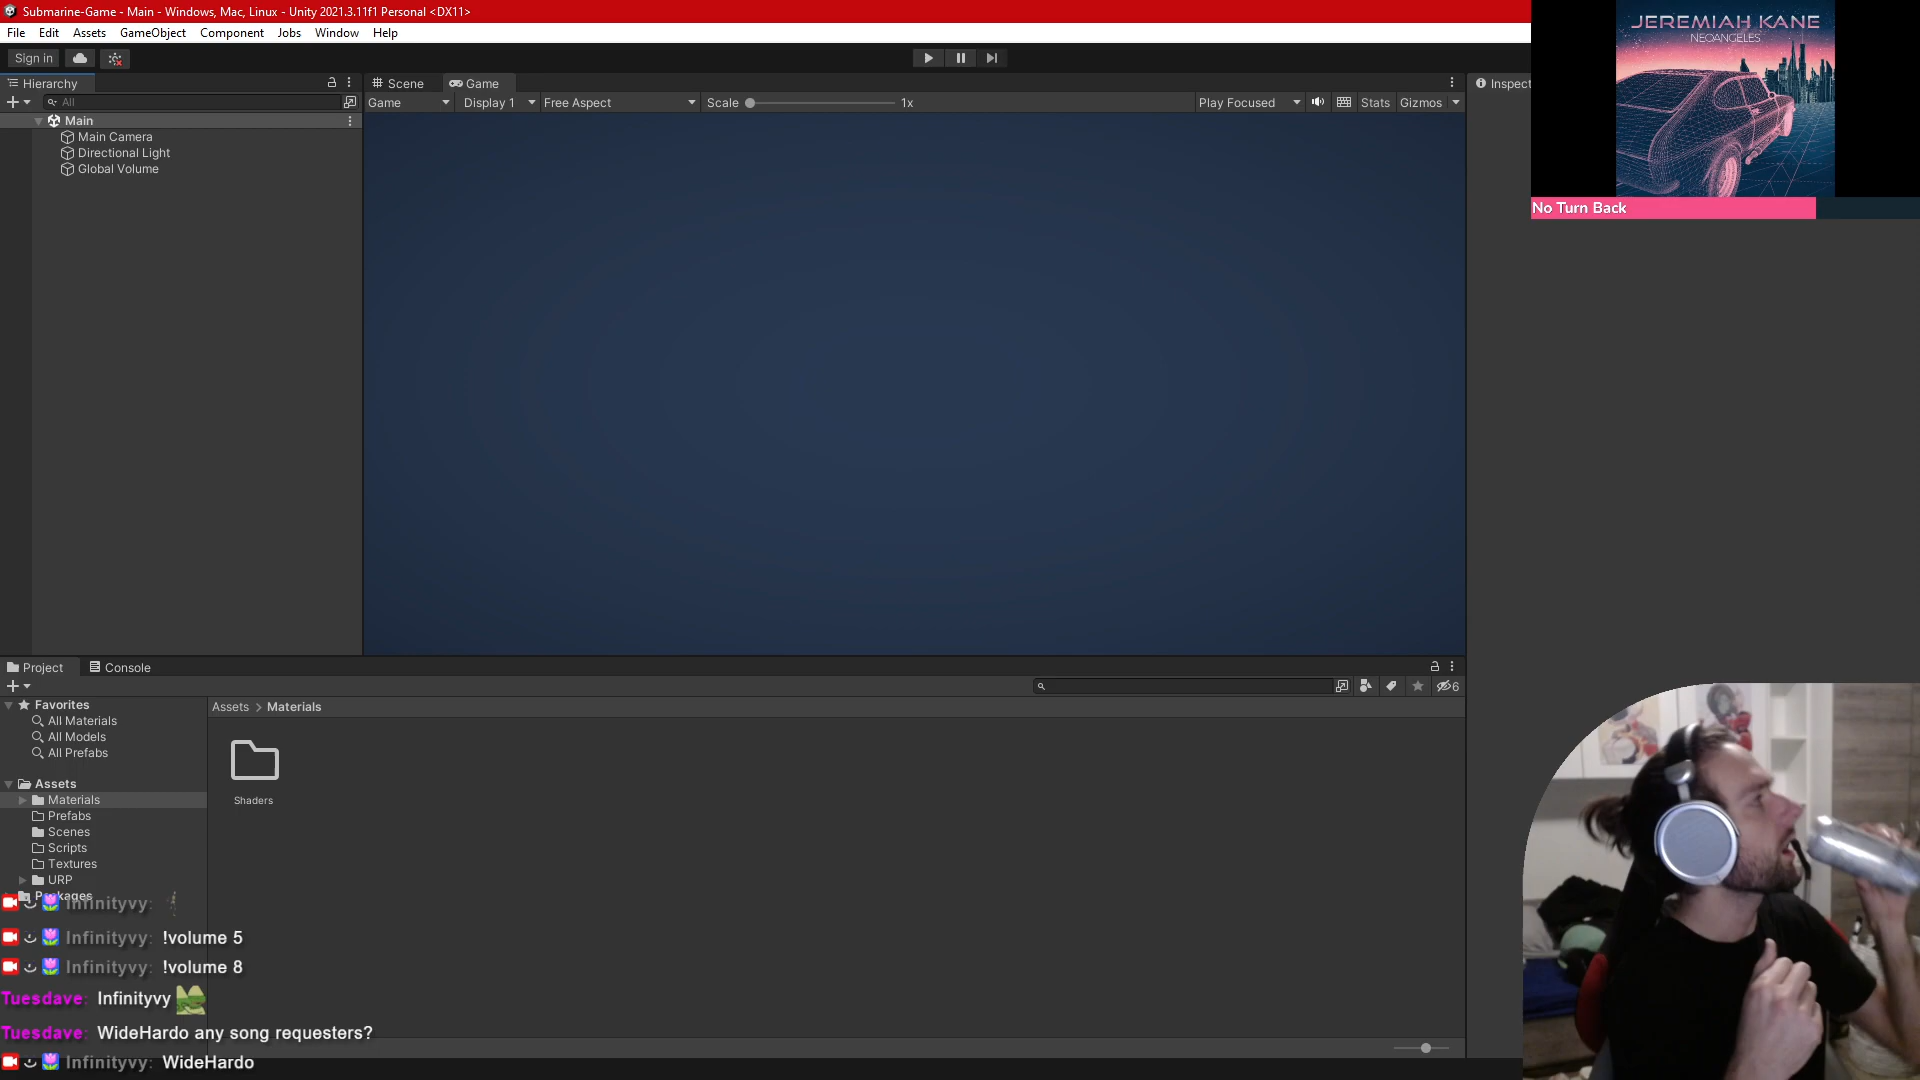 Submarine-Game - Main - Windows, Mac, Linux - Unity 2021.3.11f1 Personal <DX11>
File Edit Assets GameObject Component Jobs Window Help
Sign in
Hierarchy
All
Main
Main Camera
Directional Light
Global Volume
Scene Game
Game Display 1 Free Aspect Scale 1x Play Focused Stats Gizmos
Inspect
JEREMIAH KANE
NEOANGELES
No Turn Back
Project Console
6
Favorites
All Materials
All Models
All Prefabs
Assets
Materials
Prefabs
Scenes
Scripts
Textures
URP
Packages
Assets > Materials
Shaders
Infinityvy:
Infinityvy: !volume 5
Infinityvy: !volume 8
Tuesdave: Infinityvy
Tuesdave: WideHardo any song requesters?
Infinityvy: WideHardo